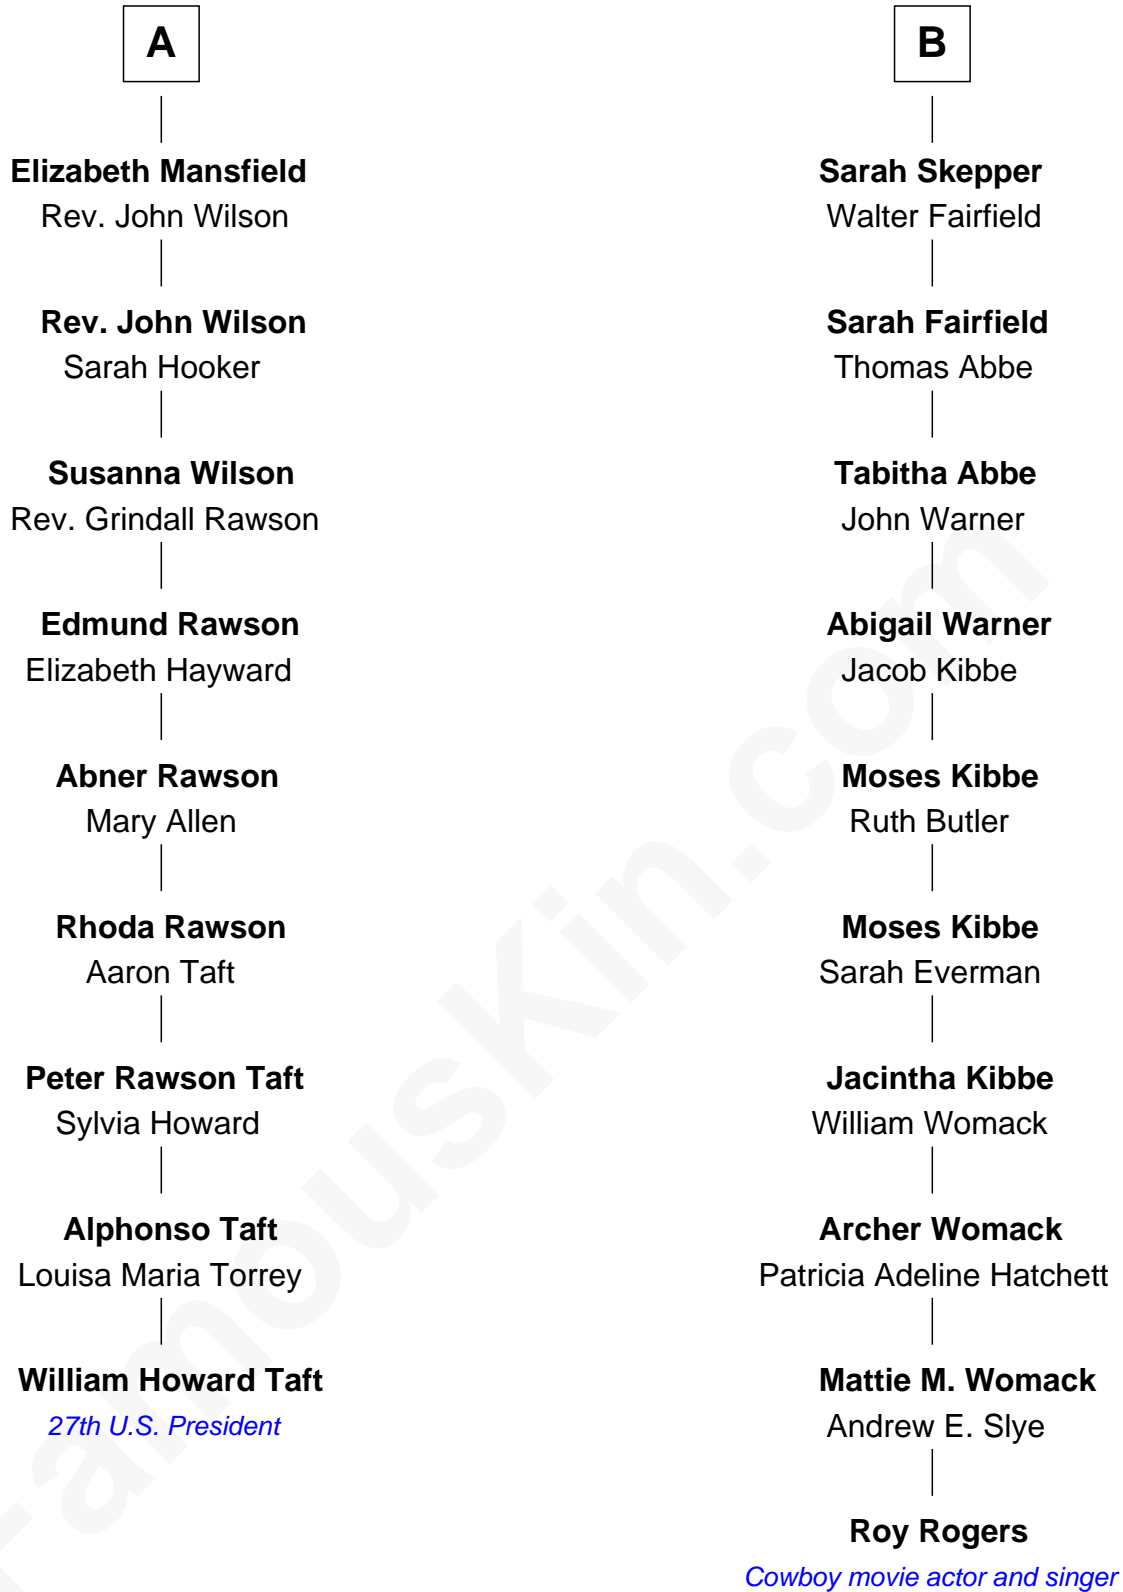 A
Elizabeth Mansfield
Rev. John Wilson
Rev. John Wilson
Sarah Hooker
Susanna Wilson
Rev. Grindall Rawson
Edmund Rawson
Elizabeth Hayward
Abner Rawson
Mary Allen
Rhoda Rawson
Aaron Taft
Peter Rawson Taft
Sylvia Howard
Alphonso Taft
Louisa Maria Torrey
William Howard Taft
27th U.S. President
B
Sarah Skepper
Walter Fairfield
Sarah Fairfield
Thomas Abbe
Tabitha Abbe
John Warner
Abigail Warner
Jacob Kibbe
Moses Kibbe
Ruth Butler
Moses Kibbe
Sarah Everman
Jacintha Kibbe
William Womack
Archer Womack
Patricia Adeline Hatchett
Mattie M. Womack
Andrew E. Slye
Roy Rogers
Cowboy movie actor and singer
FamousKin.com